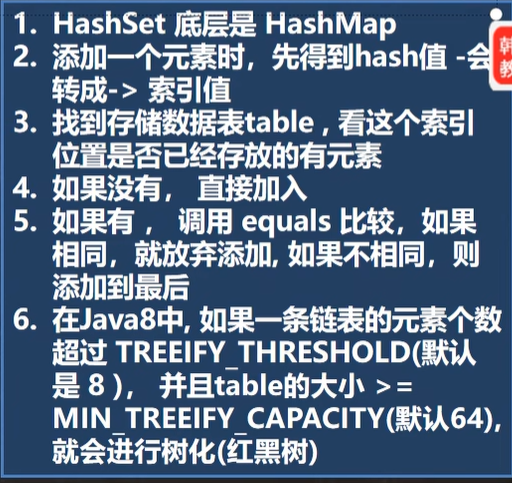 1. HashSet 底层是 HashMap
2. 添加一个元素时，先得到hash值 -会
转成-> 索引值
3. 找到存储数据表table , 看这个索引
位置是否已经存放的有元素
4. 如果没有， 直接加入
5. 如果有 ， 调用 equals 比较，如果
相同，就放弃添加, 如果不相同，则
添加到最后
6. 在Java8中, 如果一条链表的元素个数
超过 TREEIFY_THRESHOLD(默认
是 8 )， 并且table的大小 >=
MIN_TREEIFY_CAPACITY(默认64),
就会进行树化(红黑树)
韩
教